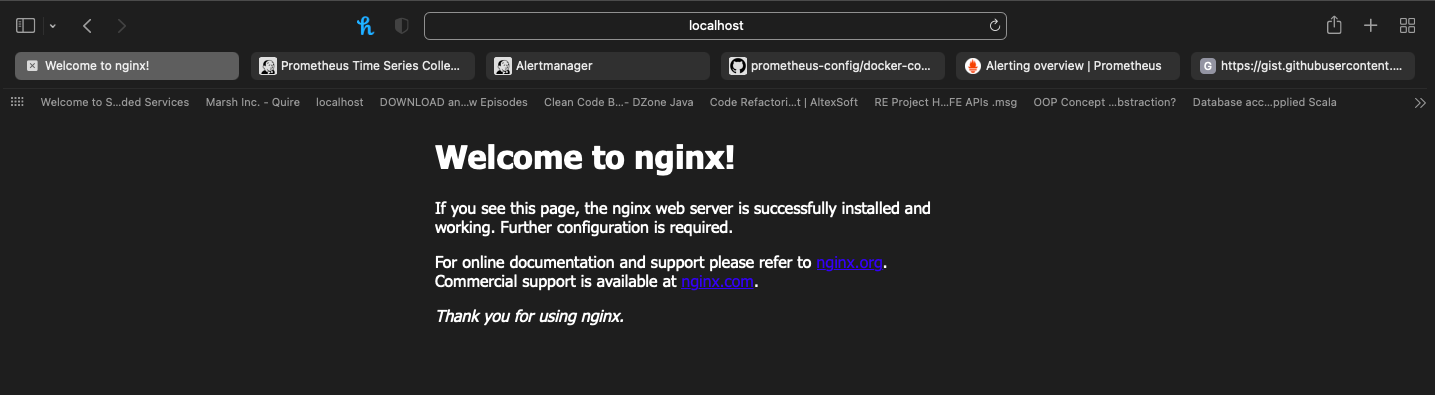 localhost
Welcome to nginx!
Prometheus Time Series Colle...
Alertmanager
prometheus-config/docker-co...
Alerting overview | Prometheus
G
https://gist.githubusercontent....
Welcome to S...ded Services
Marsh Inc. - Quire
localhost
DOWNLOAD an...w Episodes
Clean Code B...- DZone Java
Code Refactori...t | AltexSoft
RE Project H...FE APIs .msg
OOP Concept ...bstraction?
Database acc...pplied Scala
Welcome to nginx!
If you see this page, the nginx web server is successfully installed and
working. Further configuration is required.
For online documentation and support please refer to nginx.org.
Commercial support is available at nginx.com.
Thank you for using nginx.